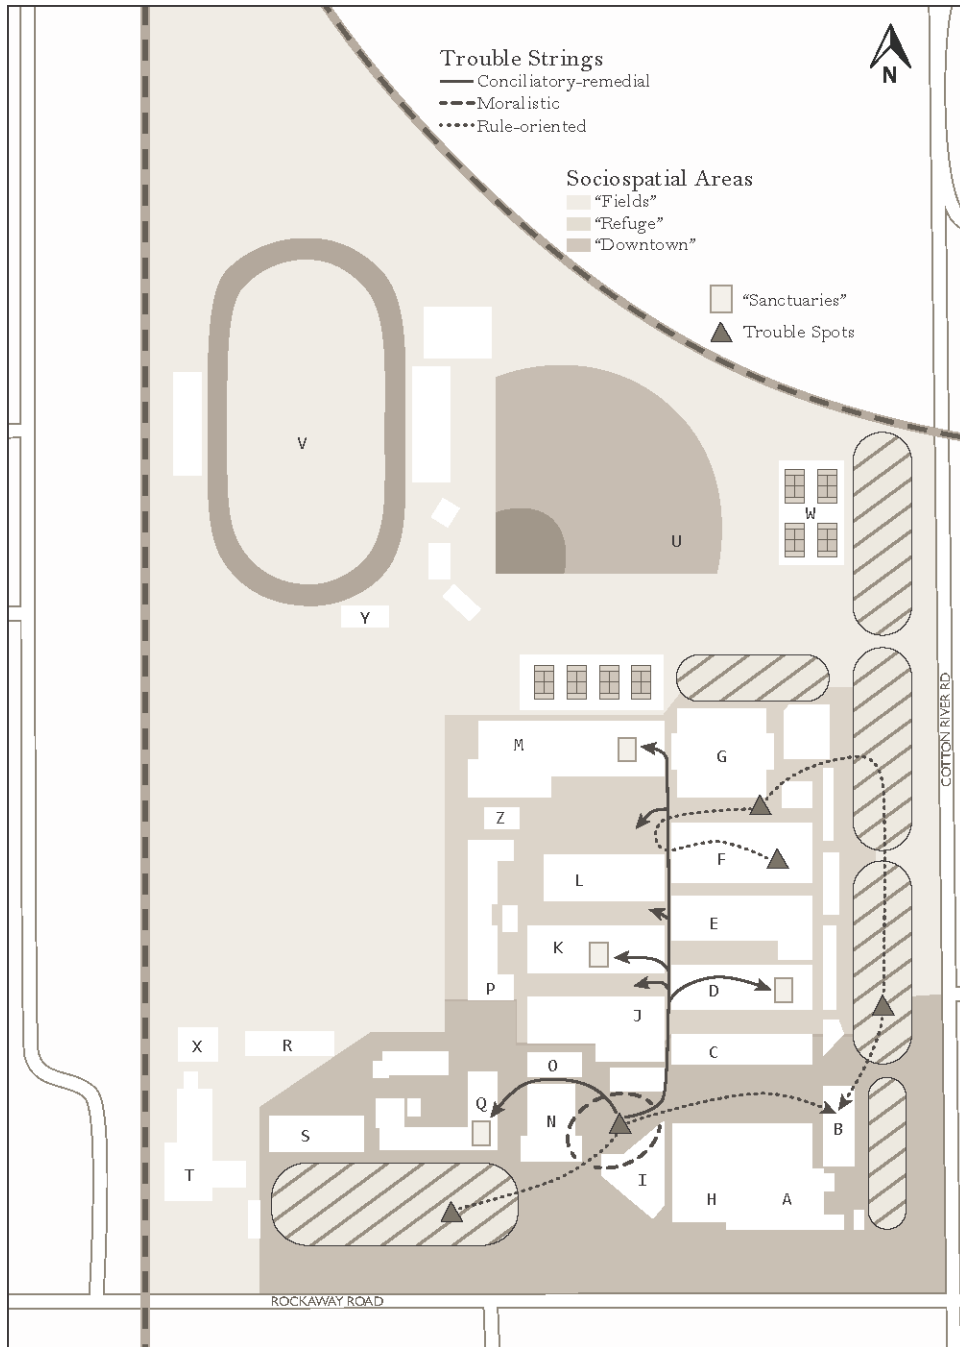 N
Trouble Strings
Conciliatory-remedial
Moralistic
Rule-oriented
Sociospatial Areas
“Fields”
“Refuge”
“Downtown”
“Sanctuaries”
Trouble Spots
V
W
U
Y
COTTON RIVER RD
M
G
Z
F
L
E
K
P
D
J
X
R
C
O
Q
N
B
S
T
I
H
A
ROCKAWAY ROAD